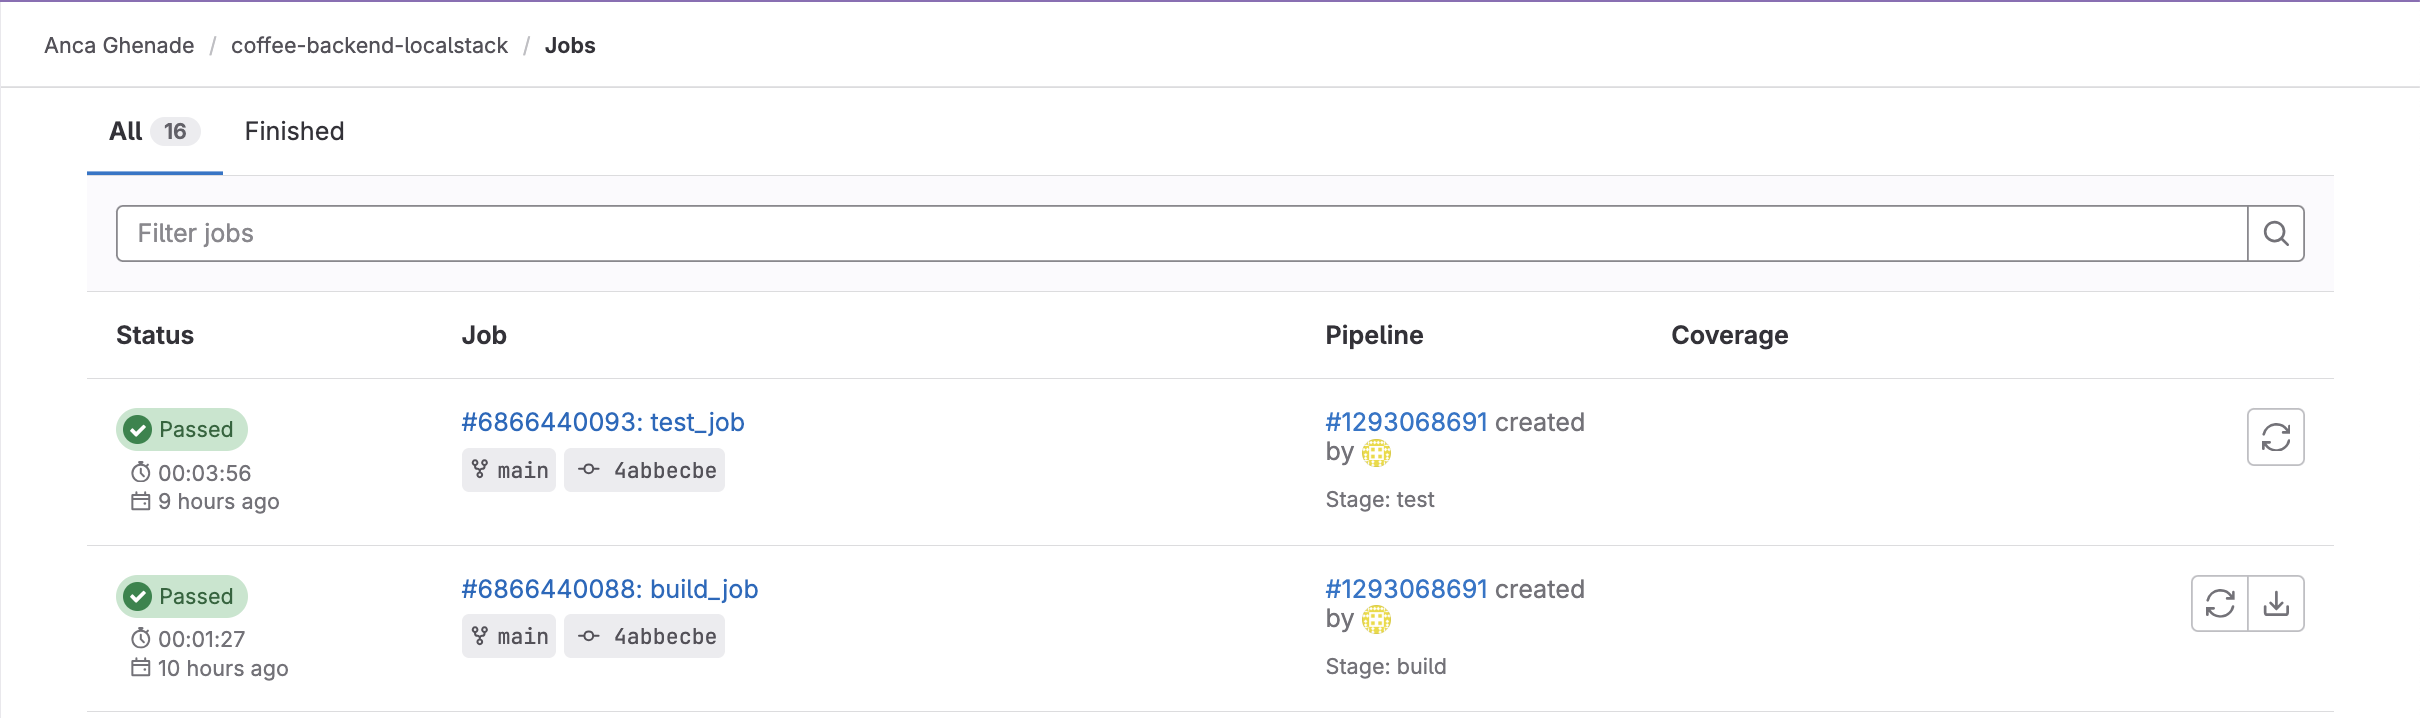 Anca Ghenade / coffee-backend-localstack / Jobs
All 16 Finished
Filter jobs
Status Job Pipeline Coverage
Passed #6866440093: test_job #1293068691 created
by
00:03:56 main 4abbecbe
9 hours ago Stage: test
Passed #6866440088: build_job #1293068691 created
by
00:01:27 main 4abbecbe
10 hours ago Stage: build